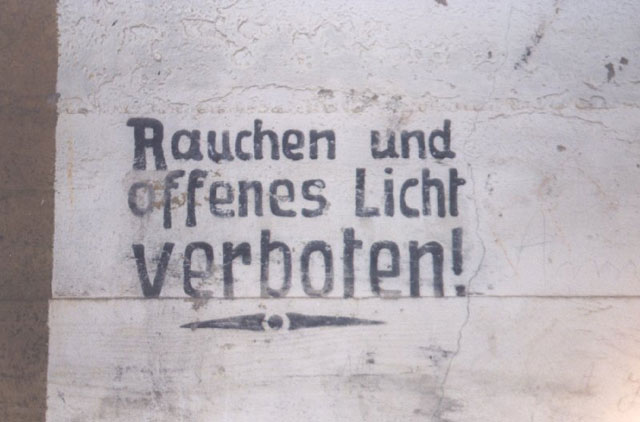 Rauchen und
offenes Licht
verboten!